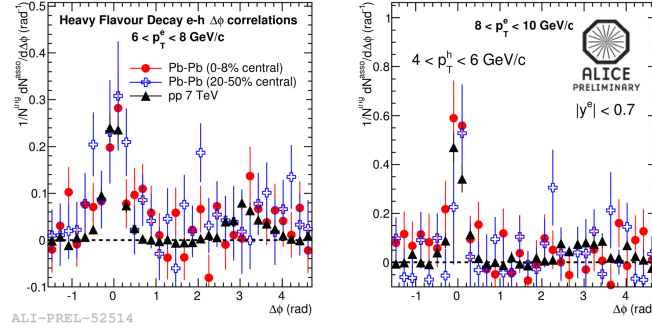 Heavy Flavour Decay e-h Δϕ correlations
6 < p_T^e < 8 GeV/c
Pb-Pb (0-8% central)
Pb-Pb (20-50% central)
pp 7 TeV
1/N^trig dN^asso/dΔϕ (rad⁻¹)
0.5
0.4
0.3
0.2
0.1
0
-0.1
-1 0 1 2 3 4
Δϕ (rad)
8 < p_T^e < 10 GeV/c
4 < p_T^h < 6 GeV/c
ALICE
PRELIMINARY
|y^e| < 0.7
1/N^trig dN^asso/dΔϕ (rad⁻¹)
1
0.8
0.6
0.4
0.2
0
-1 0 1 2 3 4
Δϕ (rad)
ALI-PREL-52514